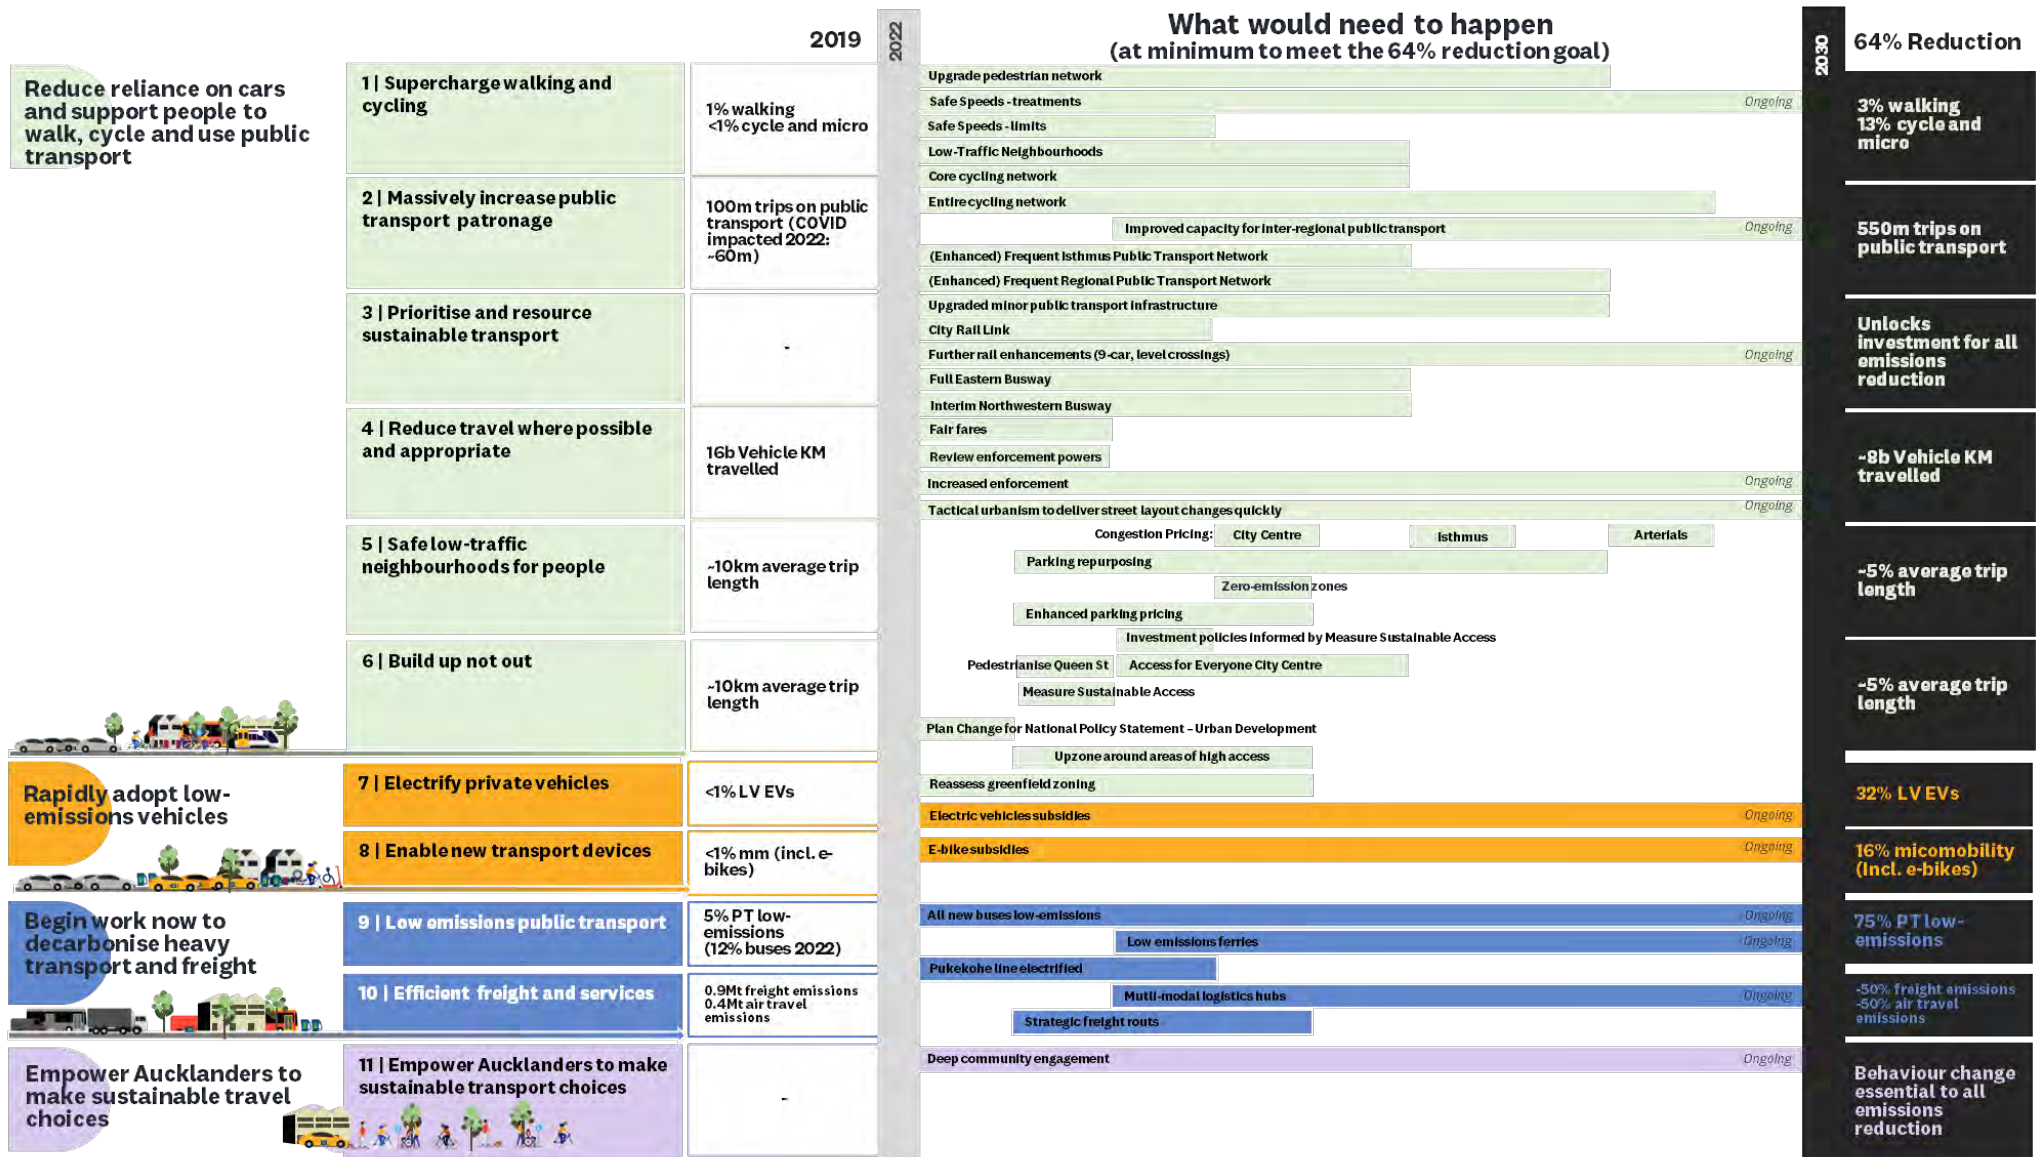 2019
2022
What would need to happen
(at minimum to meet the 64% reduction goal)
2030
64% Reduction
Reduce reliance on cars
and support people to
walk, cycle and use public
transport
1 | Supercharge walking and
cycling
1% walking
<1% cycle and micro
2 | Massively increase public
transport patronage
100m trips on public
transport (COVID
impacted 2022:
~60m)
3 | Prioritise and resource
sustainable transport
-
4 | Reduce travel where possible
and appropriate
16b Vehicle KM
travelled
5 | Safe low-traffic
neighbourhoods for people
~10km average trip
length
6 | Build up not out
~10km average trip
length
Upgrade pedestrian network
Safe Speeds - treatments
Ongoing
Safe Speeds - limits
Low-Traffic Neighbourhoods
Core cycling network
Entire cycling network
Improved capacity for inter-regional public transport
Ongoing
(Enhanced) Frequent Isthmus Public Transport Network
(Enhanced) Frequent Regional Public Transport Network
Upgraded minor public transport infrastructure
City Rail Link
Further rail enhancements (9-car, level crossings)
Ongoing
Full Eastern Busway
Interim Northwestern Busway
Fair fares
Review enforcement powers
Increased enforcement
Ongoing
Tactical urbanism to deliver street layout changes quickly
Ongoing
Congestion Pricing:
City Centre
Isthmus
Arterials
Parking repurposing
Zero-emission zones
Enhanced parking pricing
Investment policies informed by Measure Sustainable Access
Pedestrianise Queen St
Access for Everyone City Centre
Measure Sustainable Access
Plan Change for National Policy Statement – Urban Development
Upzone around areas of high access
Reassess greenfield zoning
3% walking
13% cycle and
micro
550m trips on
public transport
Unlocks
investment for all
emissions
reduction
~8b Vehicle KM
travelled
-5% average trip
length
-5% average trip
length
Rapidly adopt low-
emissions vehicles
7 | Electrify private vehicles
<1% LV EVs
Electric vehicles subsidies
Ongoing
32% LV EVs
8 | Enable new transport devices
<1% mm (incl. e-
bikes)
E-bike subsidies
Ongoing
16% micomobility
(Incl. e-bikes)
Begin work now to
decarbonise heavy
transport and freight
9 | Low emissions public transport
5% PT low-
emissions
(12% buses 2022)
All new buses low-emissions
Ongoing
Low emissions ferries
Ongoing
Pukekohe line electrified
75% PT low-
emissions
10 | Efficient freight and services
0.9Mt freight emissions
0.4Mt air travel
emissions
Mutli-modal logistics hubs
Ongoing
Strategic freight routs
-50% freight emissions
-50% air travel
emissions
Empower Aucklanders to
make sustainable travel
choices
11 | Empower Aucklanders to make
sustainable transport choices
-
Deep community engagement
Ongoing
Behaviour change
essential to all
emissions
reduction